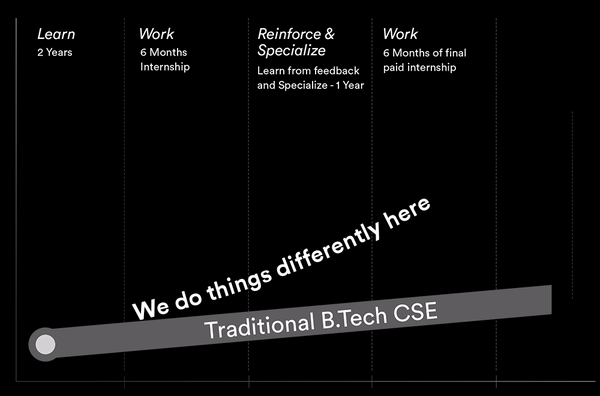 Learn
2 Years
Work
6 Months
Internship
Reinforce &
Specialize
Learn from feedback
and Specialize - 1 Year
Work
6 Months of final
paid internship
We do things differently here
Traditional B.Tech CSE